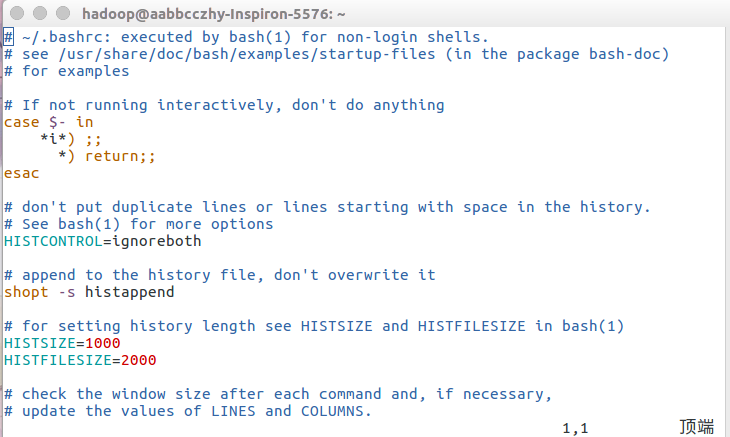 hadoop@aabbcczhy-Inspiron-5576: ~
# ~/.bashrc: executed by bash(1) for non-login shells.
# see /usr/share/doc/bash/examples/startup-files (in the package bash-doc)
# for examples

# If not running interactively, don't do anything
case $- in
    *i*) ;;
      *) return;;
esac

# don't put duplicate lines or lines starting with space in the history.
# See bash(1) for more options
HISTCONTROL=ignoreboth

# append to the history file, don't overwrite it
shopt -s histappend

# for setting history length see HISTSIZE and HISTFILESIZE in bash(1)
HISTSIZE=1000
HISTFILESIZE=2000

# check the window size after each command and, if necessary,
# update the values of LINES and COLUMNS.
1,1 顶端